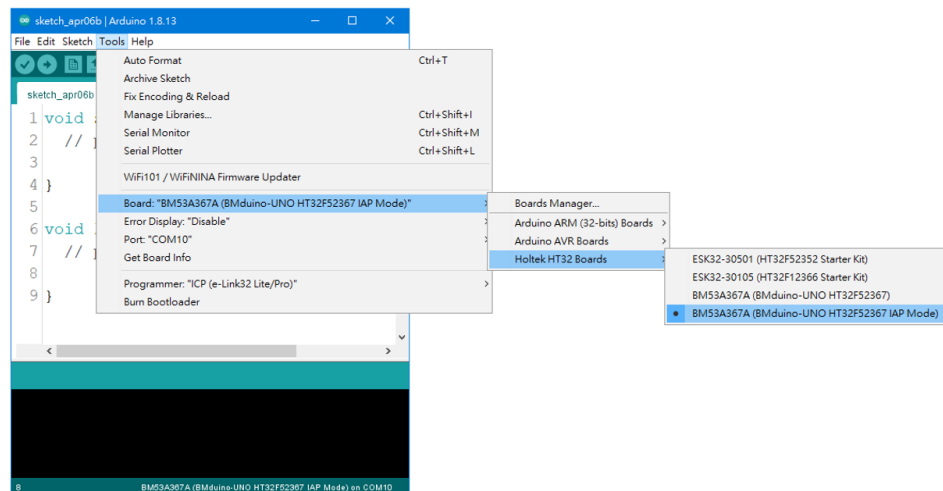 sketch_apr06b | Arduino 1.8.13
File Edit Sketch Tools Help
sketch_apr06b
1 void
2 //
3
4 }
5
6 void
7 //
8
9 }
Auto Format Ctrl+T
Archive Sketch
Fix Encoding & Reload
Manage Libraries... Ctrl+Shift+I
Serial Monitor Ctrl+Shift+M
Serial Plotter Ctrl+Shift+L
WiFi101 / WiFiNINA Firmware Updater
Board: "BM53A367A (BMduino-UNO HT32F52367 IAP Mode)"
Error Display: "Disable"
Port: "COM10"
Get Board Info
Programmer: "ICP (e-Link32 Lite/Pro)"
Burn Bootloader
Boards Manager...
Arduino ARM (32-bits) Boards
Arduino AVR Boards
Holtek HT32 Boards
ESK32-30501 (HT32F52352 Starter Kit)
ESK32-30105 (HT32F12366 Starter Kit)
BM53A367A (BMduino-UNO HT32F52367)
BM53A367A (BMduino-UNO HT32F52367 IAP Mode)
8 BM53A367A (BMduino-UNO HT32F52367 IAP Mode) on COM10